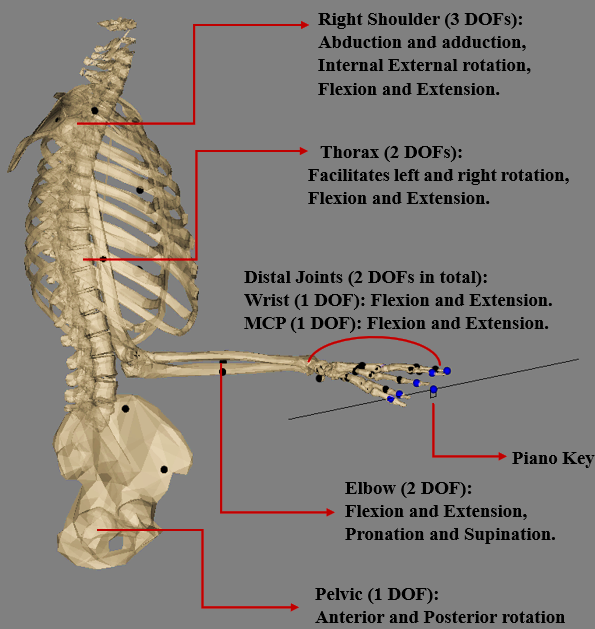 Right Shoulder (3 DOFs):
Abduction and adduction,
Internal External rotation,
Flexion and Extension.
Thorax (2 DOFs):
Facilitates left and right rotation,
Flexion and Extension.
Distal Joints (2 DOFs in total):
Wrist (1 DOF): Flexion and Extension.
MCP (1 DOF): Flexion and Extension.
Piano Key
Elbow (2 DOF):
Flexion and Extension,
Pronation and Supination.
Pelvic (1 DOF):
Anterior and Posterior rotation